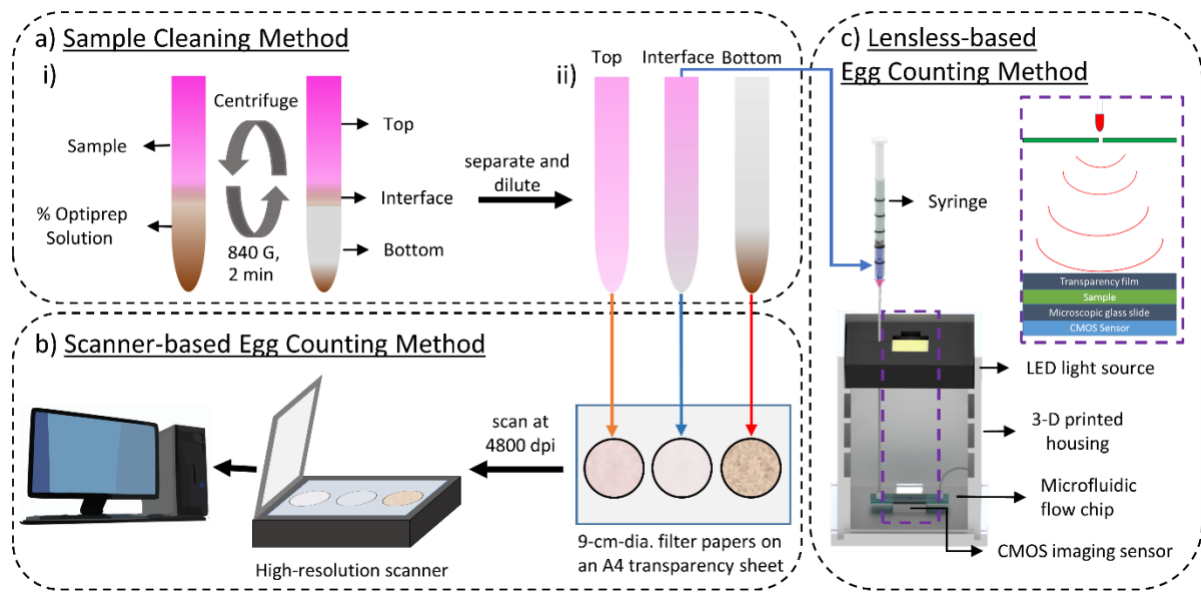 a) Sample Cleaning Method
i)
Sample
% Optiprep
Solution
Centrifuge
840 G,
2 min
Top
Interface
Bottom
separate and
dilute
ii)
Top
Interface
Bottom
b) Scanner-based Egg Counting Method
High-resolution scanner
scan at
4800 dpi
9-cm-dia. filter papers on
an A4 transparency sheet
c) Lensless-based
Egg Counting Method
Syringe
Transparency film
Sample
Microscopic glass slide
CMOS Sensor
LED light source
3-D printed
housing
Microfluidic
flow chip
CMOS imaging sensor